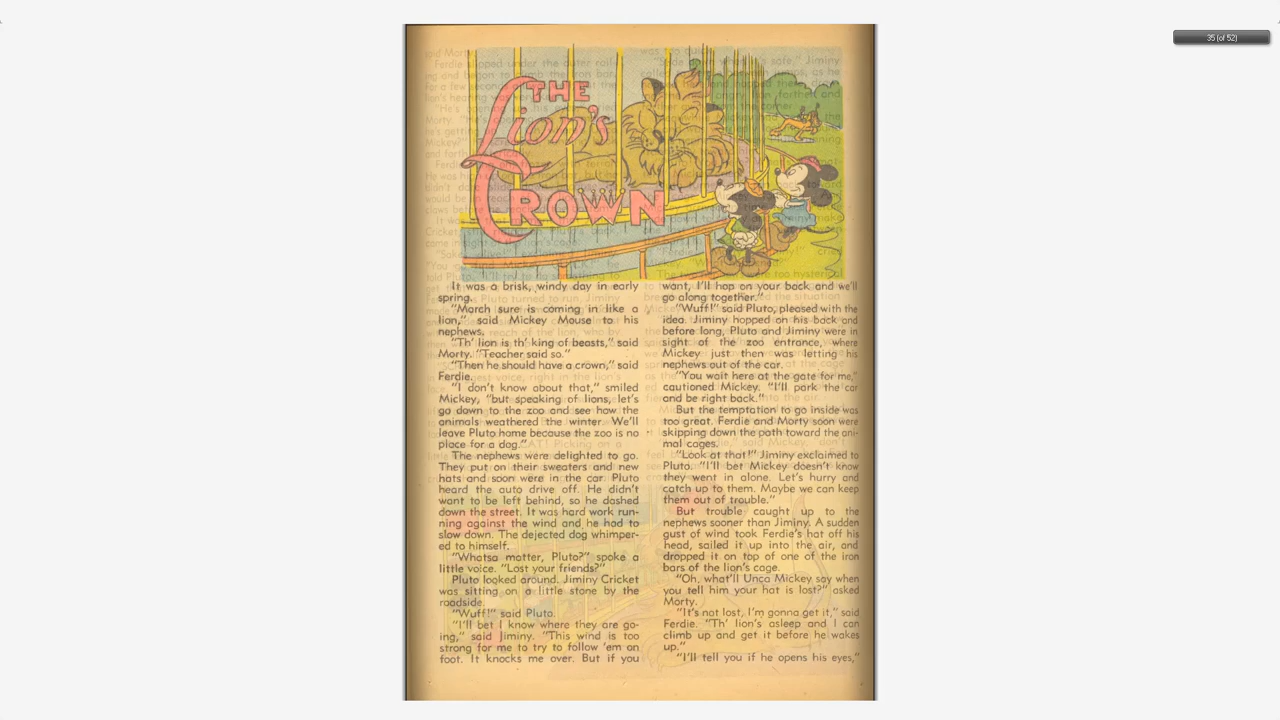 35 (of 52)
THE
Lion's
CROWN
It was a brisk, windy day in early
spring.
"March sure is coming in like a
lion," said Mickey Mouse to his
nephews.
"Th' lion is th' king of beasts," said
Morty. "Teacher said so."
"Then he should have a crown," said
Ferdie.
"I don't know about that," smiled
Mickey, "but speaking of lions, let's
go down to the zoo and see how the
animals weathered the winter. We'll
leave Pluto home because the zoo is no
place for a dog."
The nephews were delighted to go.
They put on their sweaters and new
hats and soon were in the car. Pluto
heard the auto drive off. He didn't
want to be left behind, so he dashed
down the street. It was hard work run-
ning against the wind and he had to
slow down. The dejected dog whimper-
ed to himself.
"Whatsa matter, Pluto?" spoke a
little voice. "Lost your friends?"
Pluto looked around. Jiminy Cricket
was sitting on a little stone by the
roadside.
"Wuff!" said Pluto.
"I'll bet I know where they are go-
ing," said Jiminy. "This wind is too
strong for me to try to follow 'em on
foot. It knocks me over. But if you
want, I'll hop on your back and we'll
go along together."
"Wuff!" said Pluto, pleased with the
idea. Jiminy hopped on his back and
before long, Pluto and Jiminy were in
sight of the zoo entrance, where
Mickey just then was letting his
nephews out of the car.
"You wait here at the gate for me,"
cautioned Mickey. "I'll park the car
and be right back."
But the temptation to go inside was
too great. Ferdie and Morty soon were
skipping down the path toward the ani-
mal cages.
"Look at that!" Jiminy exclaimed to
Pluto. "I'll bet Mickey doesn't know
they went in alone. Let's hurry and
catch up to them. Maybe we can keep
them out of trouble."
But trouble caught up to the
nephews sooner than Jiminy. A sudden
gust of wind took Ferdie's hat off his
head, sailed it up into the air, and
dropped it on top of one of the iron
bars of the lion's cage.
"Oh, what'll Unca Mickey say when
you tell him your hat is lost?" asked
Morty.
"It's not lost, I'm gonna get it," said
Ferdie. "Th' lion's asleep and I can
climb up and get it before he wakes
up."
"I'll tell you if he opens his eyes,"